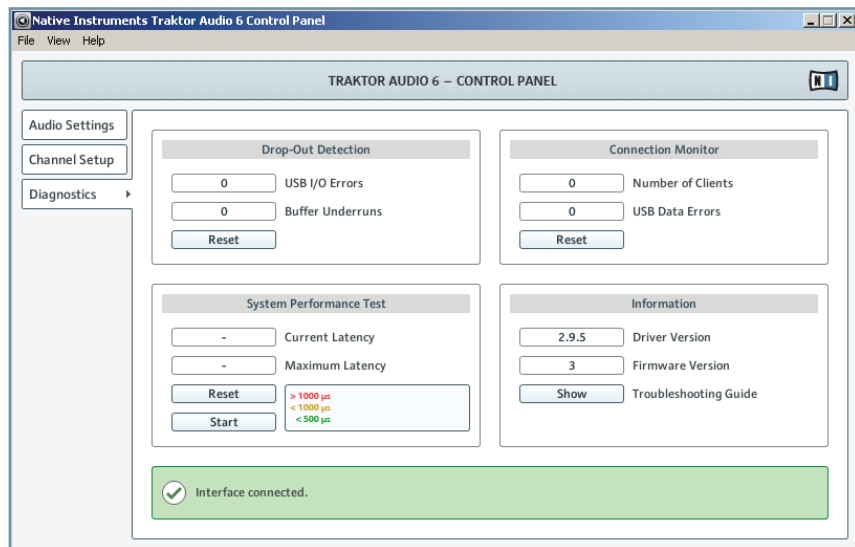 Native Instruments Traktor Audio 6 Control Panel
File View Help
TRAKTOR AUDIO 6 – CONTROL PANEL
NI
Audio Settings
Channel Setup
Diagnostics
Drop-Out Detection
0 USB I/O Errors
0 Buffer Underruns
Reset
Connection Monitor
0 Number of Clients
0 USB Data Errors
Reset
System Performance Test
- Current Latency
- Maximum Latency
Reset
Start
> 1000 µs
< 1000 µs
< 500 µs
Information
2.9.5 Driver Version
3 Firmware Version
Show Troubleshooting Guide
Interface connected.